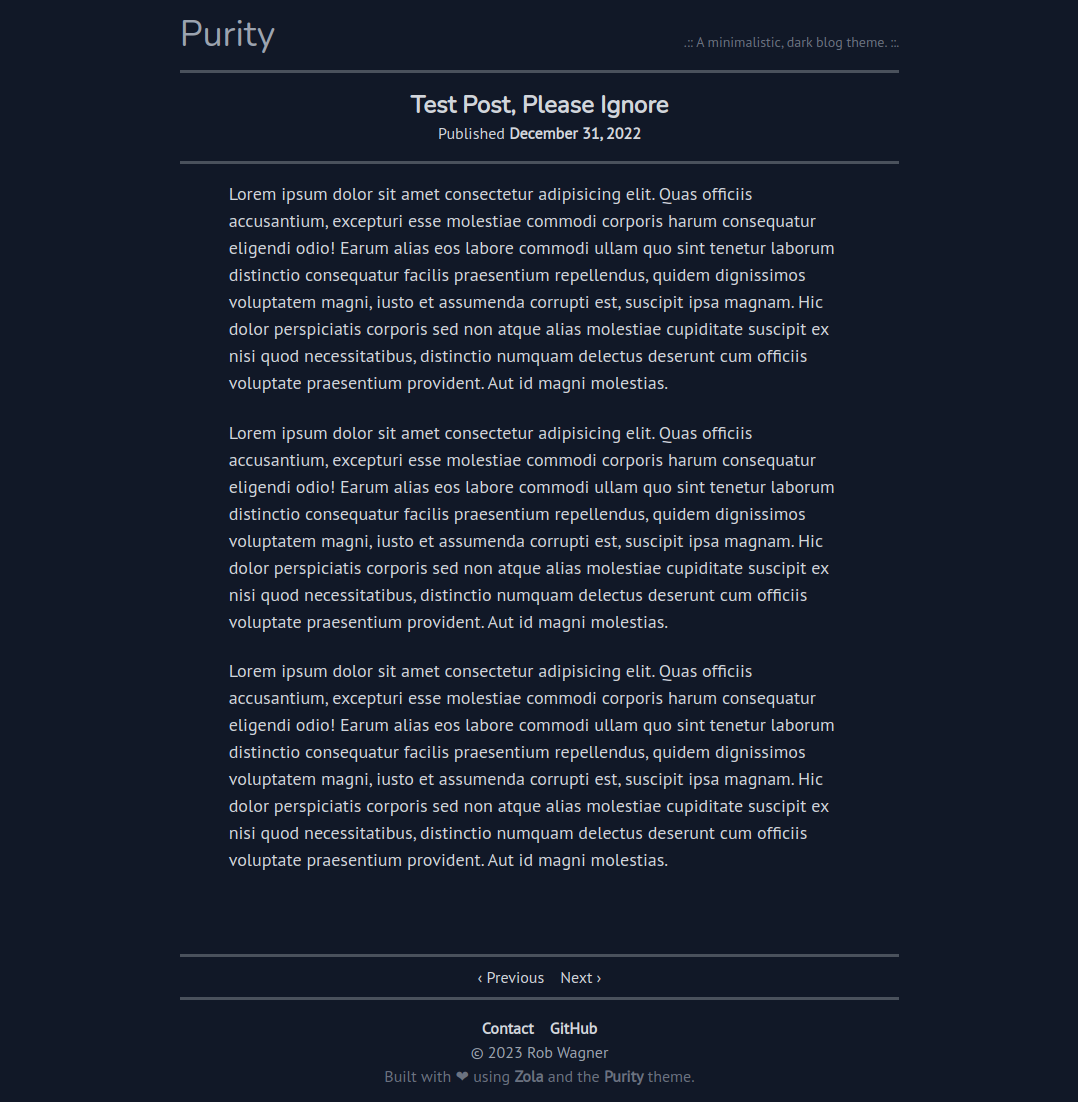 Purity
.:: A minimalistic, dark blog theme. ::.
Test Post, Please Ignore
Published December 31, 2022
Lorem ipsum dolor sit amet consectetur adipisicing elit. Quas officiis
accusantium, excepturi esse molestiae commodi corporis harum consequatur
eligendi odio! Earum alias eos labore commodi ullam quo sint tenetur laborum
distinctio consequatur facilis praesentium repellendus, quidem dignissimos
voluptatem magni, iusto et assumenda corrupti est, suscipit ipsa magnam. Hic
dolor perspiciatis corporis sed non atque alias molestiae cupiditate suscipit ex
nisi quod necessitatibus, distinctio numquam delectus deserunt cum officiis
voluptate praesentium provident. Aut id magni molestias.
Lorem ipsum dolor sit amet consectetur adipisicing elit. Quas officiis
accusantium, excepturi esse molestiae commodi corporis harum consequatur
eligendi odio! Earum alias eos labore commodi ullam quo sint tenetur laborum
distinctio consequatur facilis praesentium repellendus, quidem dignissimos
voluptatem magni, iusto et assumenda corrupti est, suscipit ipsa magnam. Hic
dolor perspiciatis corporis sed non atque alias molestiae cupiditate suscipit ex
nisi quod necessitatibus, distinctio numquam delectus deserunt cum officiis
voluptate praesentium provident. Aut id magni molestias.
Lorem ipsum dolor sit amet consectetur adipisicing elit. Quas officiis
accusantium, excepturi esse molestiae commodi corporis harum consequatur
eligendi odio! Earum alias eos labore commodi ullam quo sint tenetur laborum
distinctio consequatur facilis praesentium repellendus, quidem dignissimos
voluptatem magni, iusto et assumenda corrupti est, suscipit ipsa magnam. Hic
dolor perspiciatis corporis sed non atque alias molestiae cupiditate suscipit ex
nisi quod necessitatibus, distinctio numquam delectus deserunt cum officiis
voluptate praesentium provident. Aut id magni molestias.
‹ Previous Next ›
Contact GitHub
© 2023 Rob Wagner
Built with ❤ using Zola and the Purity theme.